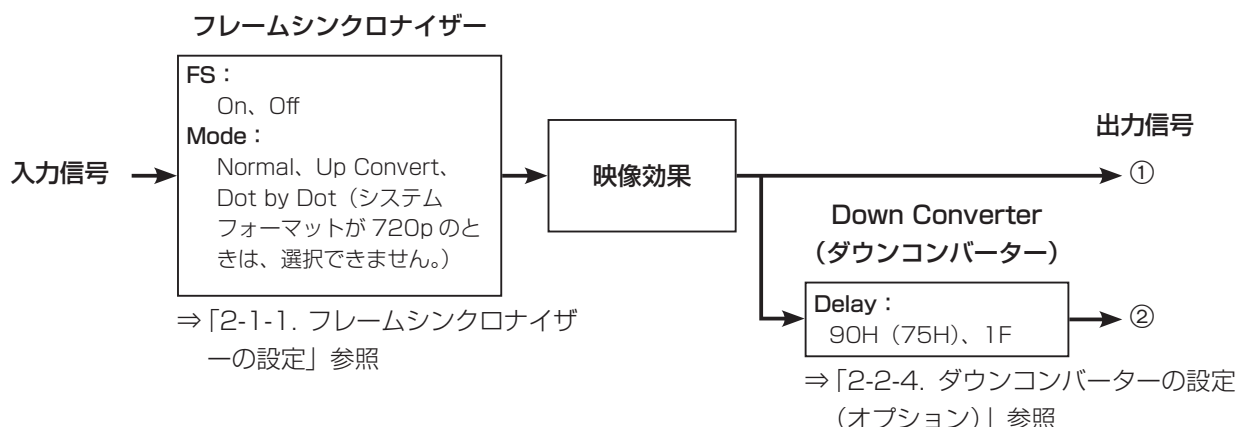 フレームシンクロナイザー
FS：
On、Off
Mode：
Normal、Up Convert、
Dot by Dot（システム
フォーマットが 720p のと
きは、選択できません。）
入力信号
映像効果
出力信号
①
Down Converter
（ダウンコンバーター）
Delay：
90H（75H）、1F
②
⇒「2-1-1. フレームシンクロナイザ
ーの設定」参照
⇒「2-2-4. ダウンコンバーターの設定
（オプション）」参照